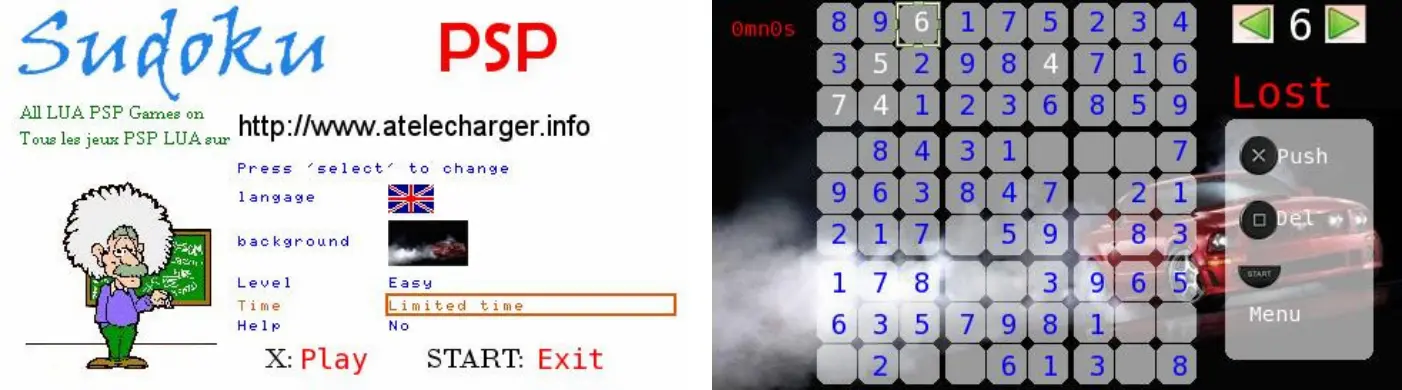 Sudoku PSP
All LUA PSP Games on
Tous les jeux PSP LUA sur
http://www.atelecharger.info
Press 'select' to change
langage
background
Level Easy
Time Limited time
Help No
X: Play START: Exit
0mn0s
8 9 6 1 7 5 2 3 4
3 5 2 9 8 4 7 1 6
7 4 1 2 3 6 8 5 9
8 4 3 1 7
9 6 3 8 4 7 2 1
2 1 7 5 9 8 3
1 7 8 3 9 6 5
6 3 5 7 9 8 1
2 6 1 3 8
6
Lost
Push
Del
START
Menu